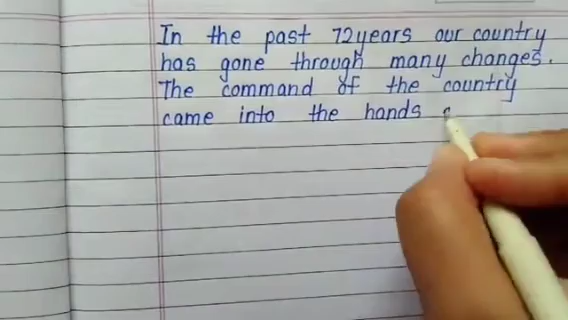 In the past 72years our country
has gone through many changes.
The command of the country
came into the hands